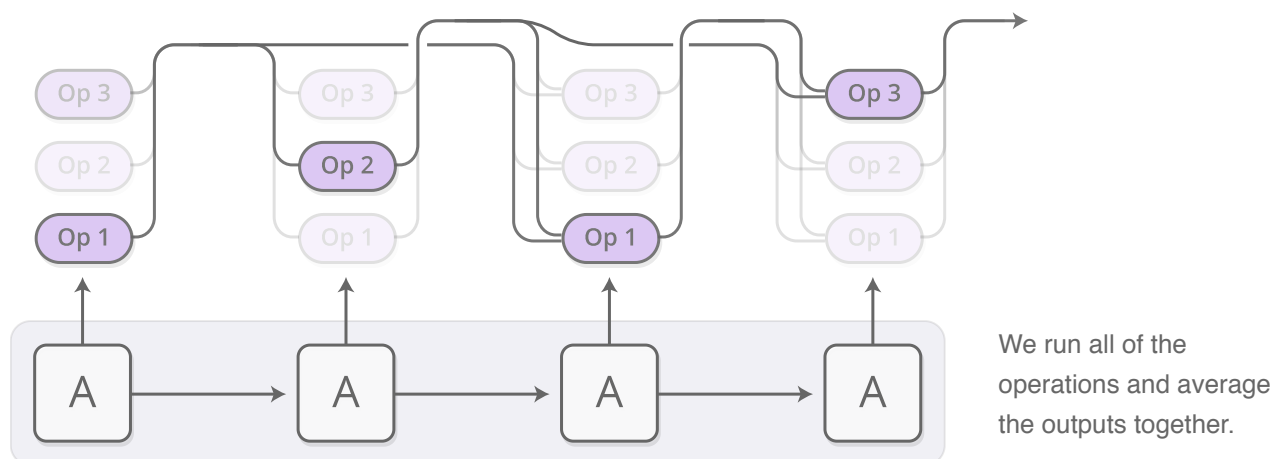 Op 3 Op 3 Op 3 Op 3
Op 2 Op 2 Op 2 Op 2
Op 1 Op 1 Op 1 Op 1
A A A A
We run all of the
operations and average
the outputs together.